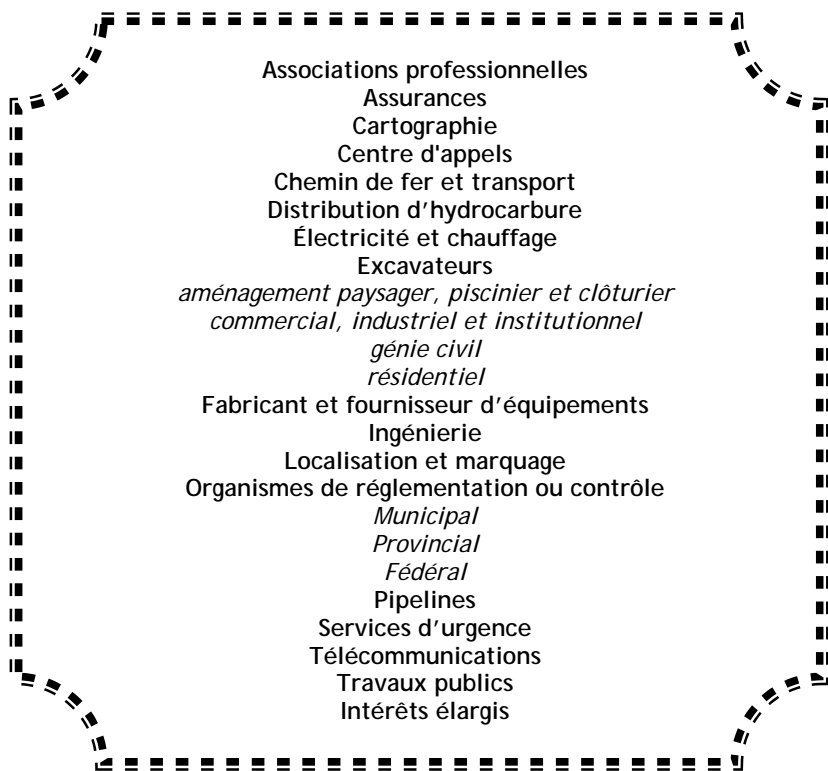 Associations professionnelles
Assurances
Cartographie
Centre d'appels
Chemin de fer et transport
Distribution d’hydrocarbure
Électricité et chauffage
Excavateurs
aménagement paysager, piscinier et clôturier
commercial, industriel et institutionnel
génie civil
résidentiel
Fabricant et fournisseur d’équipements
Ingénierie
Localisation et marquage
Organismes de réglementation ou contrôle
Municipal
Provincial
Fédéral
Pipelines
Services d’urgence
Télécommunications
Travaux publics
Intérêts élargis